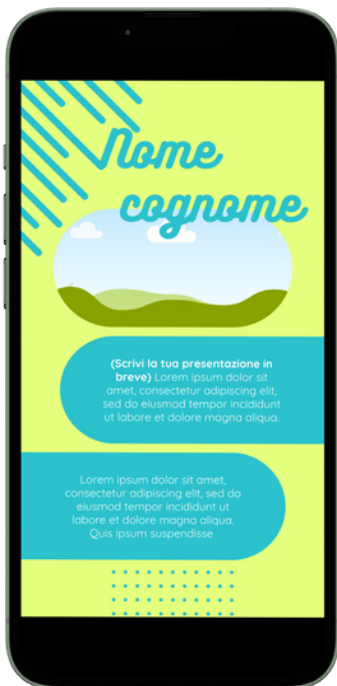 Nome
cognome
(Scrivi la tua presentazione in
breve) Lorem ipsum dolor sit
amet, consectetur adipiscing elit,
sed do eiusmod tempor incididunt
ut labore et dolore magna aliqua.
Lorem ipsum dolor sit amet,
consectetur adipiscing elit, sed do
eiusmod tempor incididunt ut
labore et dolore magna aliqua.
Quis ipsum suspendisse